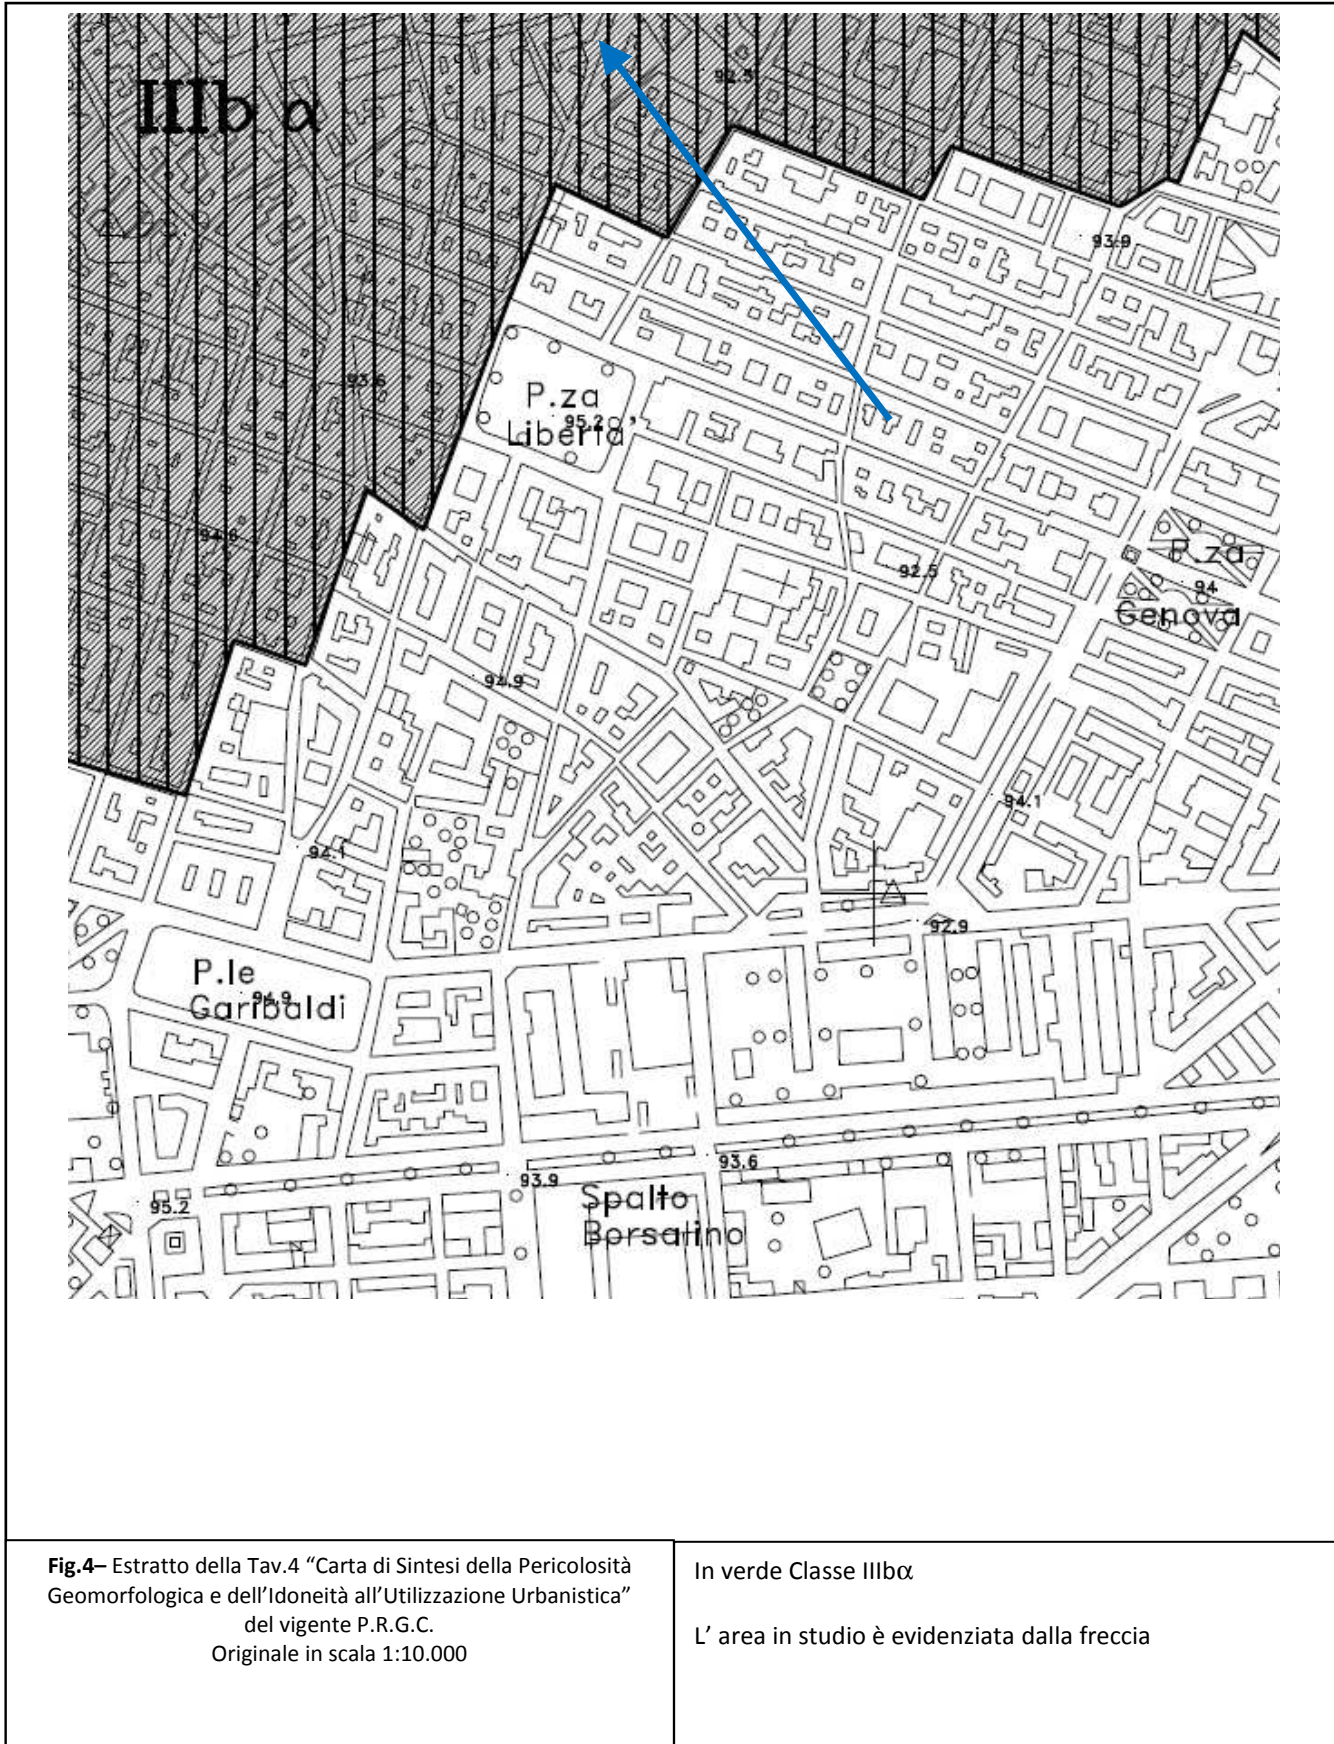 IIIb α
92.5
93.9
P.za
Liberta'
95.2
93.6
94.6
92.5
P.za
94
Genova
94.9
94.1
94.1
92.9
P.le
Garibaldi
94.9
93.6
93.9
95.2
Spalto
Borsalino
Fig.4– Estratto della Tav.4 “Carta di Sintesi della Pericolosità
Geomorfologica e dell’Idoneità all’Utilizzazione Urbanistica”
del vigente P.R.G.C.
Originale in scala 1:10.000
In verde Classe IIIbα
L’ area in studio è evidenziata dalla freccia